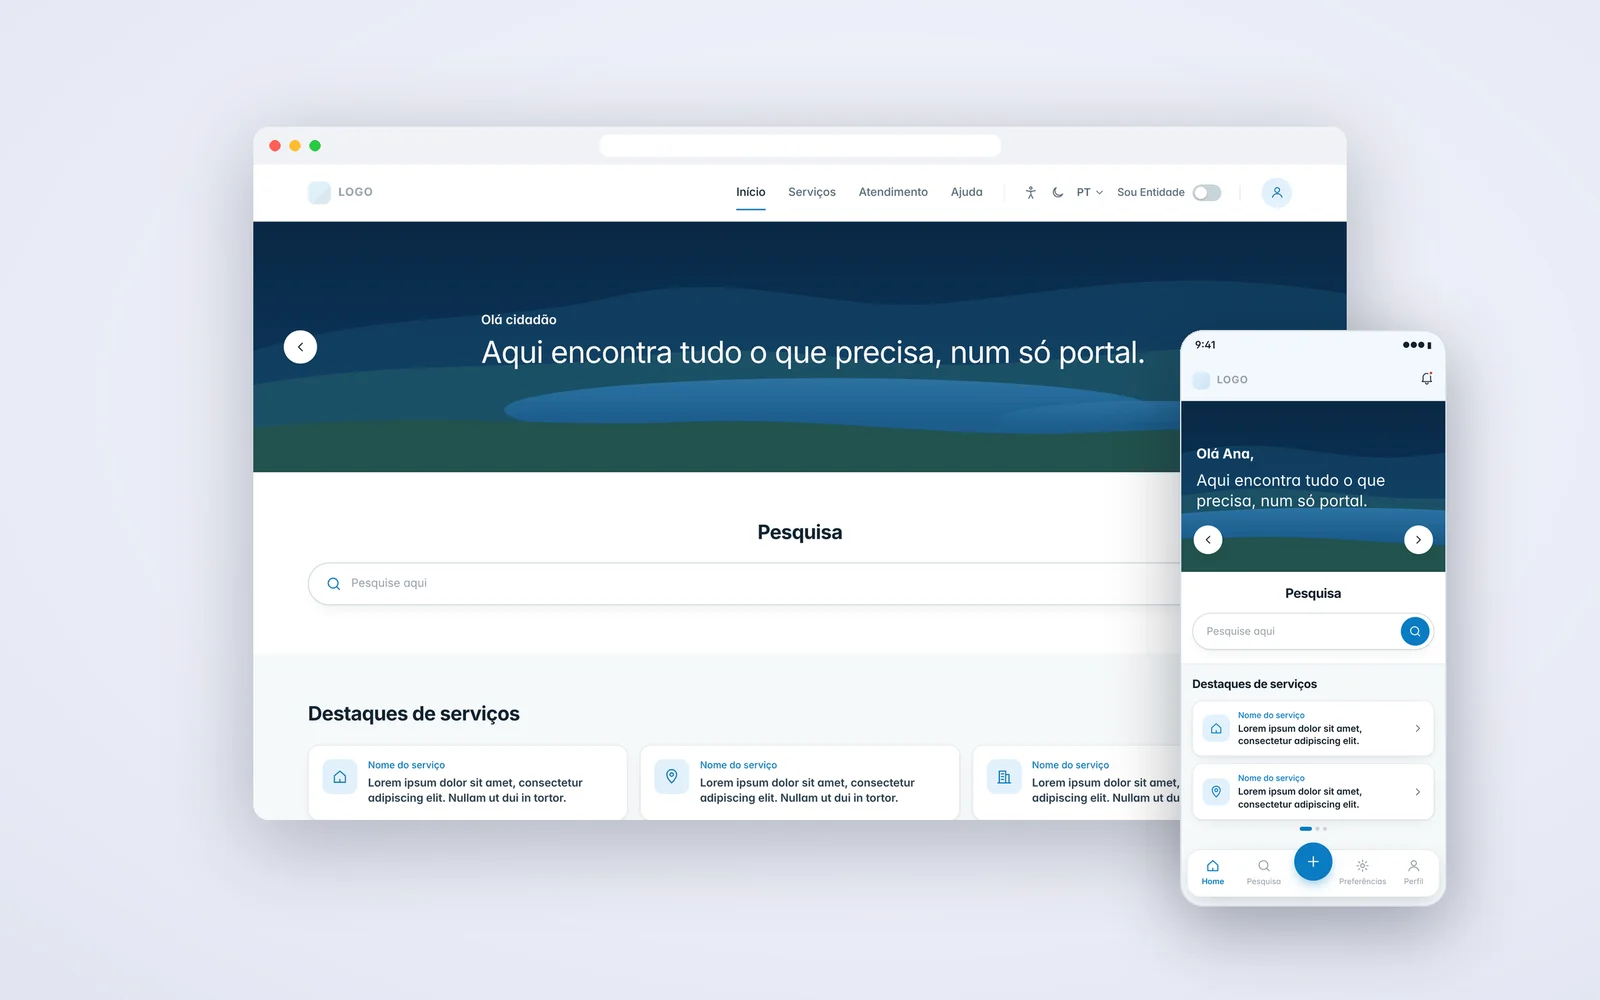 LOGO
Início
Serviços
Atendimento
Ajuda
PT
Sou Entidade
Olá cidadão
Aqui encontra tudo o que precisa, num só portal.
Pesquisa
Pesquise aqui
Destaques de serviços
Nome do serviço
Lorem ipsum dolor sit amet, consectetur
adipiscing elit. Nullam ut dui in tortor.
Nome do serviço
Lorem ipsum dolor sit amet, consectetur
adipiscing elit. Nullam ut dui in tortor.
Nome do serviço
Lorem ipsum dolor sit amet,
adipiscing elit. Nullam ut du
9:41
LOGO
Olá Ana,
Aqui encontra tudo o que
precisa, num só portal.
Pesquisa
Pesquise aqui
Destaques de serviços
Nome do serviço
Lorem ipsum dolor sit amet,
consectetur adipiscing elit.
Nome do serviço
Lorem ipsum dolor sit amet,
consectetur adipiscing elit.
Home
Pesquisa
Preferências
Perfil